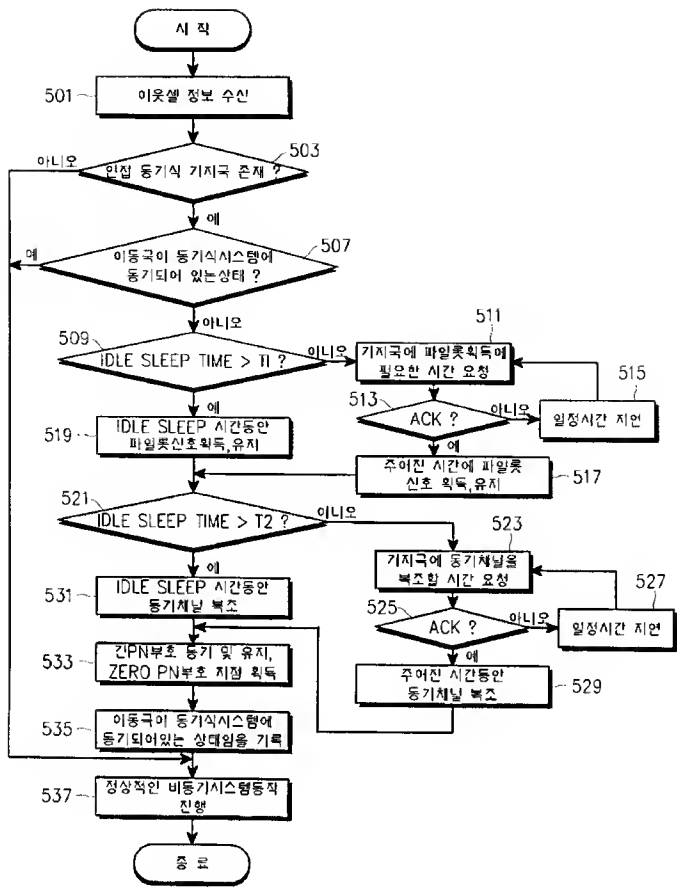 시 작
501
이웃셀 정보 수신
503
인접 동기식 기지국 존재 ?
아니오
예
507
이동국이 동기식시스템에
동기되어 있는상태 ?
예
아니오
509
IDLE SLEEP TIME > T1 ?
아니오
예
511
기지국에 파일롯획득에
필요한 시간 요청
513
ACK ?
아니오
예
515
일정시간 지연
519
IDLE SLEEP 시간동안
파일롯신호획득,유지
주어진 시간에 파일롯
신호 획득,유지
517
521
IDLE SLEEP TIME > T2 ?
아니오
예
523
기지국에 동기채널을
복조할 시간 요청
525
ACK ?
아니오
예
527
일정시간 지연
531
IDLE SLEEP 시간동안
동기채널 복조
주어진 시간동안
동기채널 복조
529
533
긴PN부호 동기 및 유지,
ZERO PN부호 지점 획득
535
이동국이 동기식시스템에
동기되어있는 상태임을 기록
537
정상적인 비동기시스템동작
진행
종 료